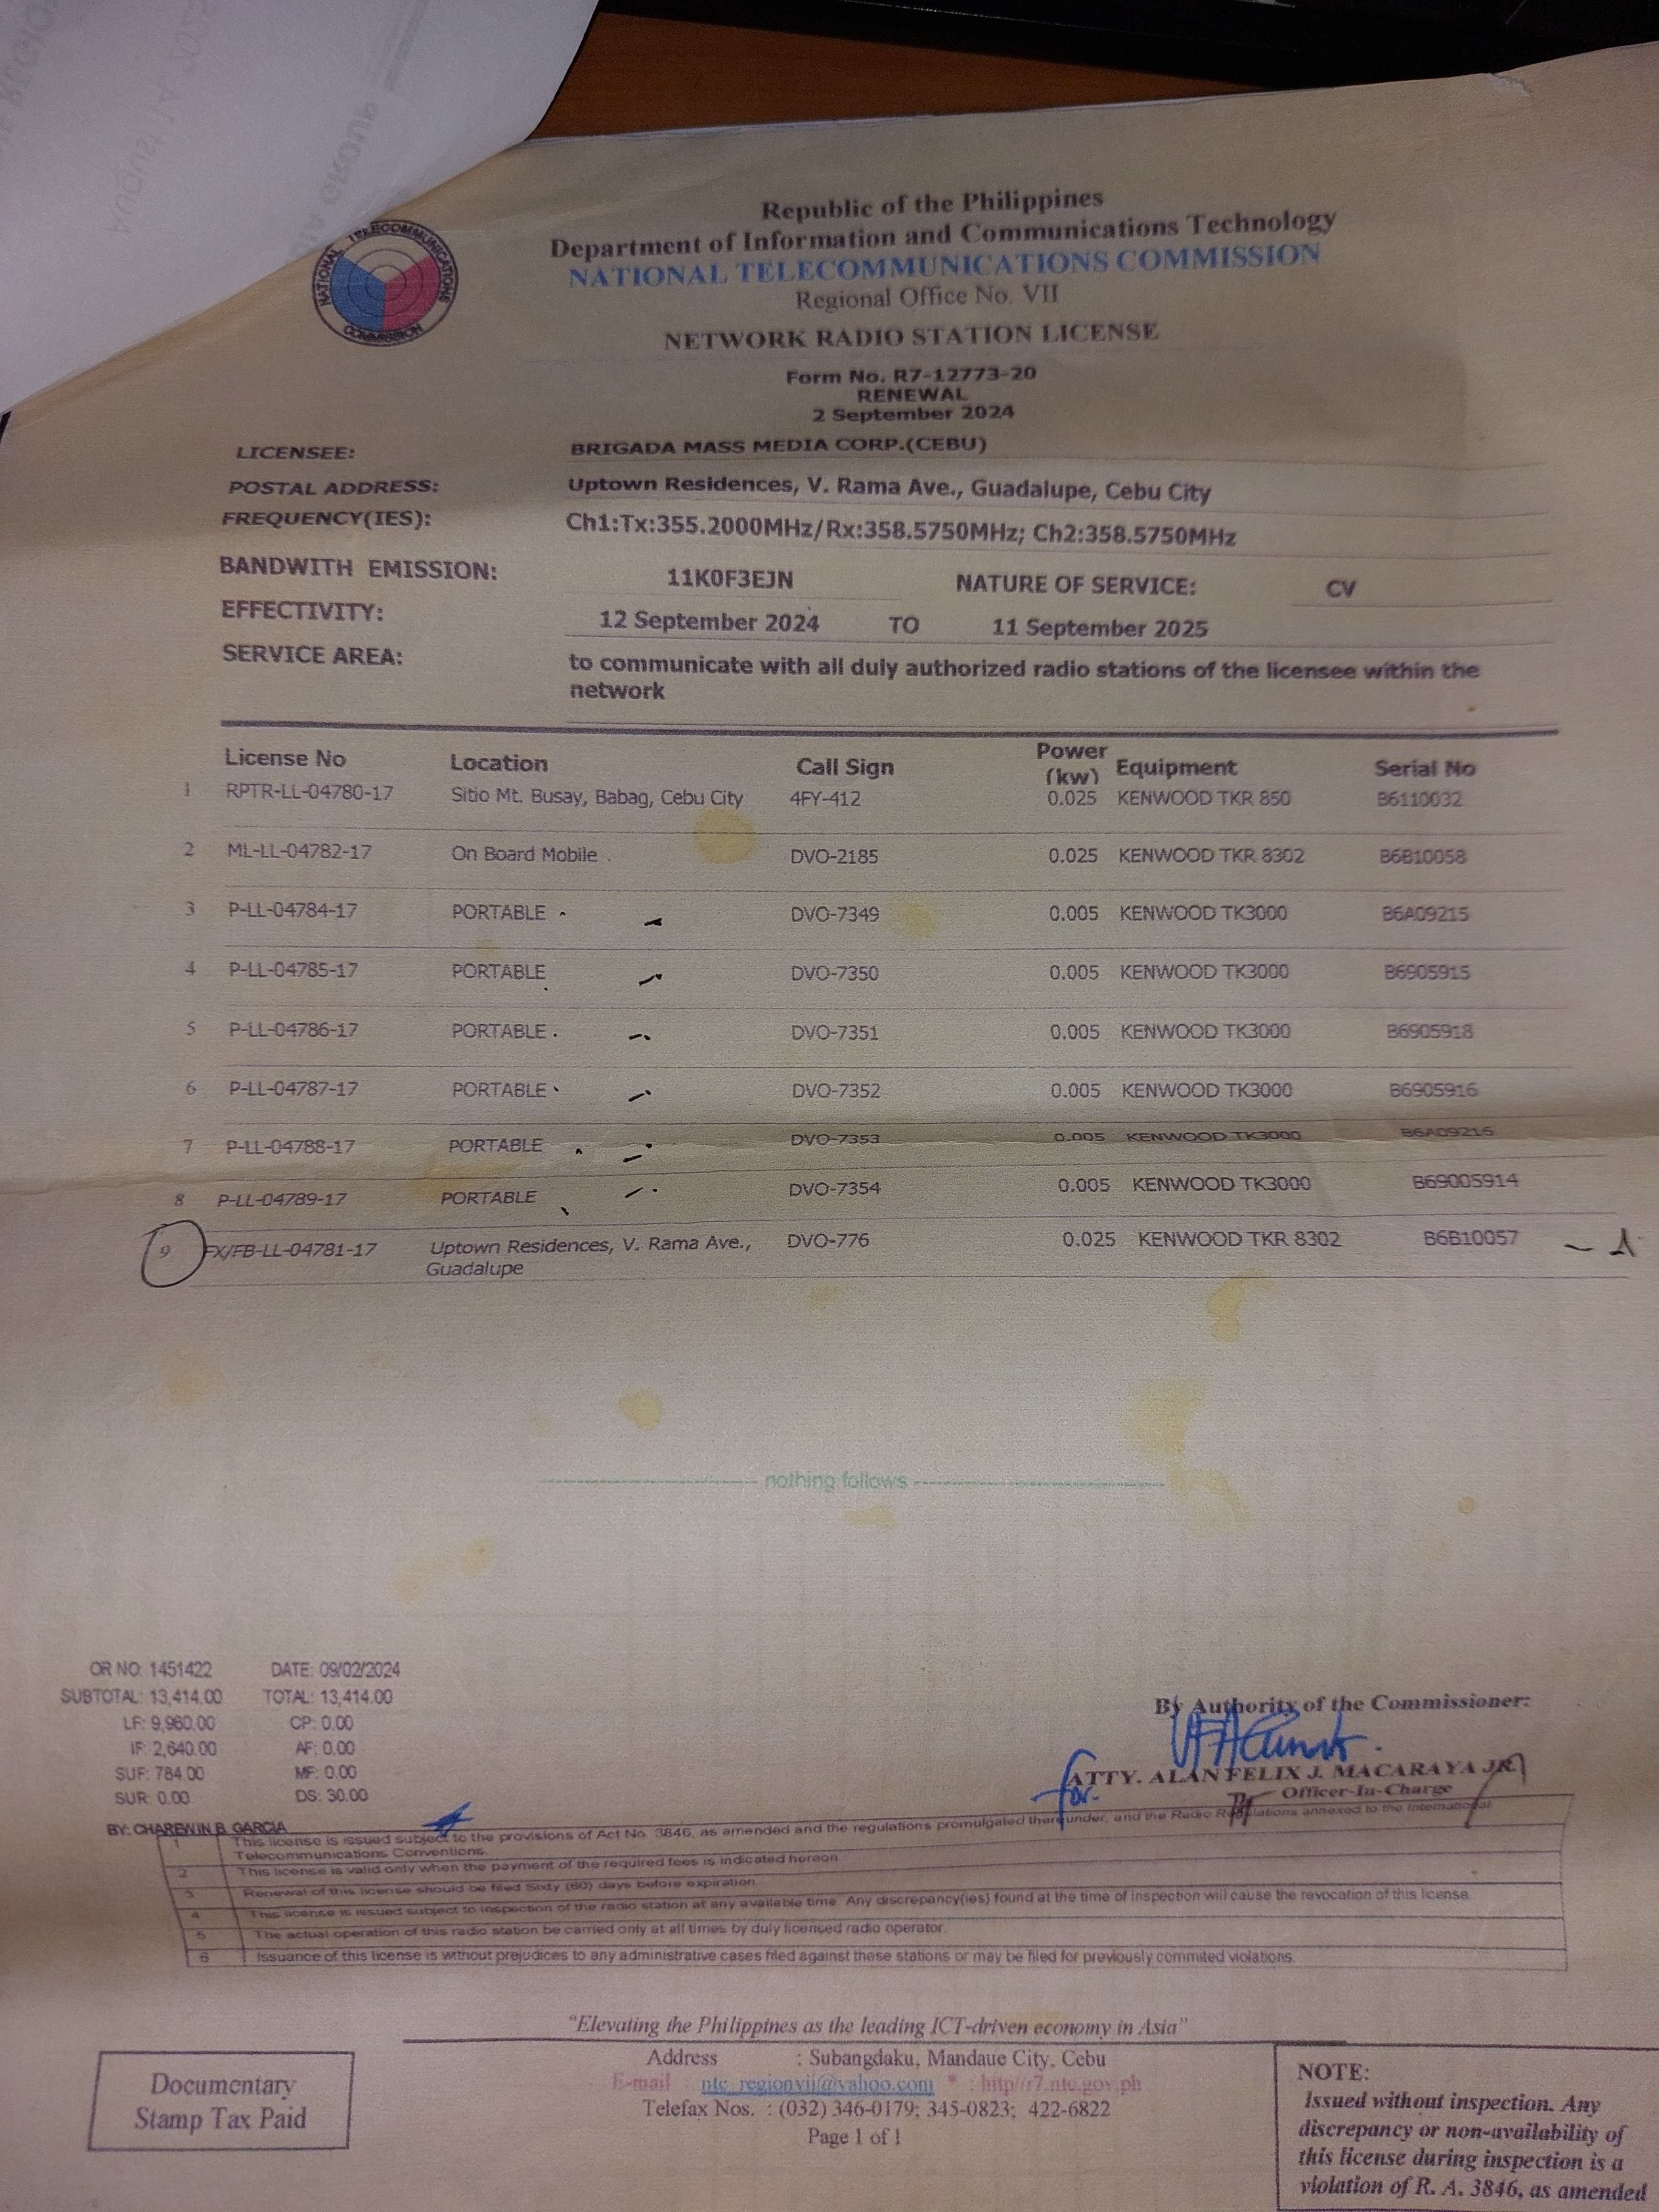 NATIONAL TELECOMMUNICATIONS COMMISSION
Republic of the Philippines
Department of Information and Communications Technology
NATIONAL TELECOMMUNICATIONS COMMISSION
Regional Office No. VII
NETWORK RADIO STATION LICENSE
Form No. R7-12773-20
RENEWAL
2 September 2024
LICENSEE: BRIGADA MASS MEDIA CORP.(CEBU)
POSTAL ADDRESS: Uptown Residences, V. Rama Ave., Guadalupe, Cebu City
FREQUENCY(IES): Ch1:Tx:355.2000MHz/Rx:358.5750MHz; Ch2:358.5750MHz
BANDWITH EMISSION: 11K0F3EJN NATURE OF SERVICE: CV
EFFECTIVITY: 12 September 2024 TO 11 September 2025
SERVICE AREA: to communicate with all duly authorized radio stations of the licensee within the
network
License No Location Call Sign Power (kw) Equipment Serial No
1 RPTR-LL-04780-17 Sitio Mt. Busay, Babag, Cebu City 4FY-412 0.025 KENWOOD TKR 850 B6110032
2 ML-LL-04782-17 On Board Mobile DVO-2185 0.025 KENWOOD TKR 8302 B6B10058
3 P-LL-04784-17 PORTABLE DVO-7349 0.005 KENWOOD TK3000 B6A09215
4 P-LL-04785-17 PORTABLE DVO-7350 0.005 KENWOOD TK3000 B6905915
5 P-LL-04786-17 PORTABLE DVO-7351 0.005 KENWOOD TK3000 B6905918
6 P-LL-04787-17 PORTABLE DVO-7352 0.005 KENWOOD TK3000 B6905916
7 P-LL-04788-17 PORTABLE DVO-7353 0.005 KENWOOD TK3000 B6A09216
8 P-LL-04789-17 PORTABLE DVO-7354 0.005 KENWOOD TK3000 B69005914
9 FX/FB-LL-04781-17 Uptown Residences, V. Rama Ave., DVO-776 0.025 KENWOOD TKR 8302 B6B10057
Guadalupe
nothing follows
OR NO: 1451422 DATE: 09/02/2024
SUBTOTAL: 13,414.00 TOTAL: 13,414.00
LF: 9,960.00 CP: 0.00
IF: 2,640.00 AF: 0.00
SUF: 784.00 MF: 0.00
SUR: 0.00 DS: 30.00
BY: CHAREWIN B. GARCIA
By Authority of the Commissioner:
for: ATTY. ALAN FELIX J. MACARAYA JR.
Officer-In-Charge
1 This license is issued subject to the provisions of Act No. 3846, as amended and the regulations promulgated thereunder, and the Radio Regulations annexed to the International
Telecommunications Conventions.
2 This license is valid only when the payment of the required fees is indicated hereon.
3 Renewal of this license should be filed Sixty (60) days before expiration.
4 This license is issued subject to inspection of the radio station at any available time. Any discrepancy(ies) found at the time of inspection will cause the revocation of this license.
5 The actual operation of this radio station be carried only at all times by duly licensed radio operator.
6 Issuance of this license is without prejudices to any administrative cases filed against these stations or may be filed for previously commited violations.
"Elevating the Philippines as the leading ICT-driven economy in Asia"
Address : Subangdaku, Mandaue City, Cebu
E-mail : ntc_regionvii@yahoo.com * : http//r7.ntc.gov.ph
Telefax Nos. : (032) 346-0179; 345-0823; 422-6822
Page 1 of 1
Documentary
Stamp Tax Paid
NOTE:
Issued without inspection. Any
discrepancy or non-availability of
this license during inspection is a
violation of R. A. 3846, as amended